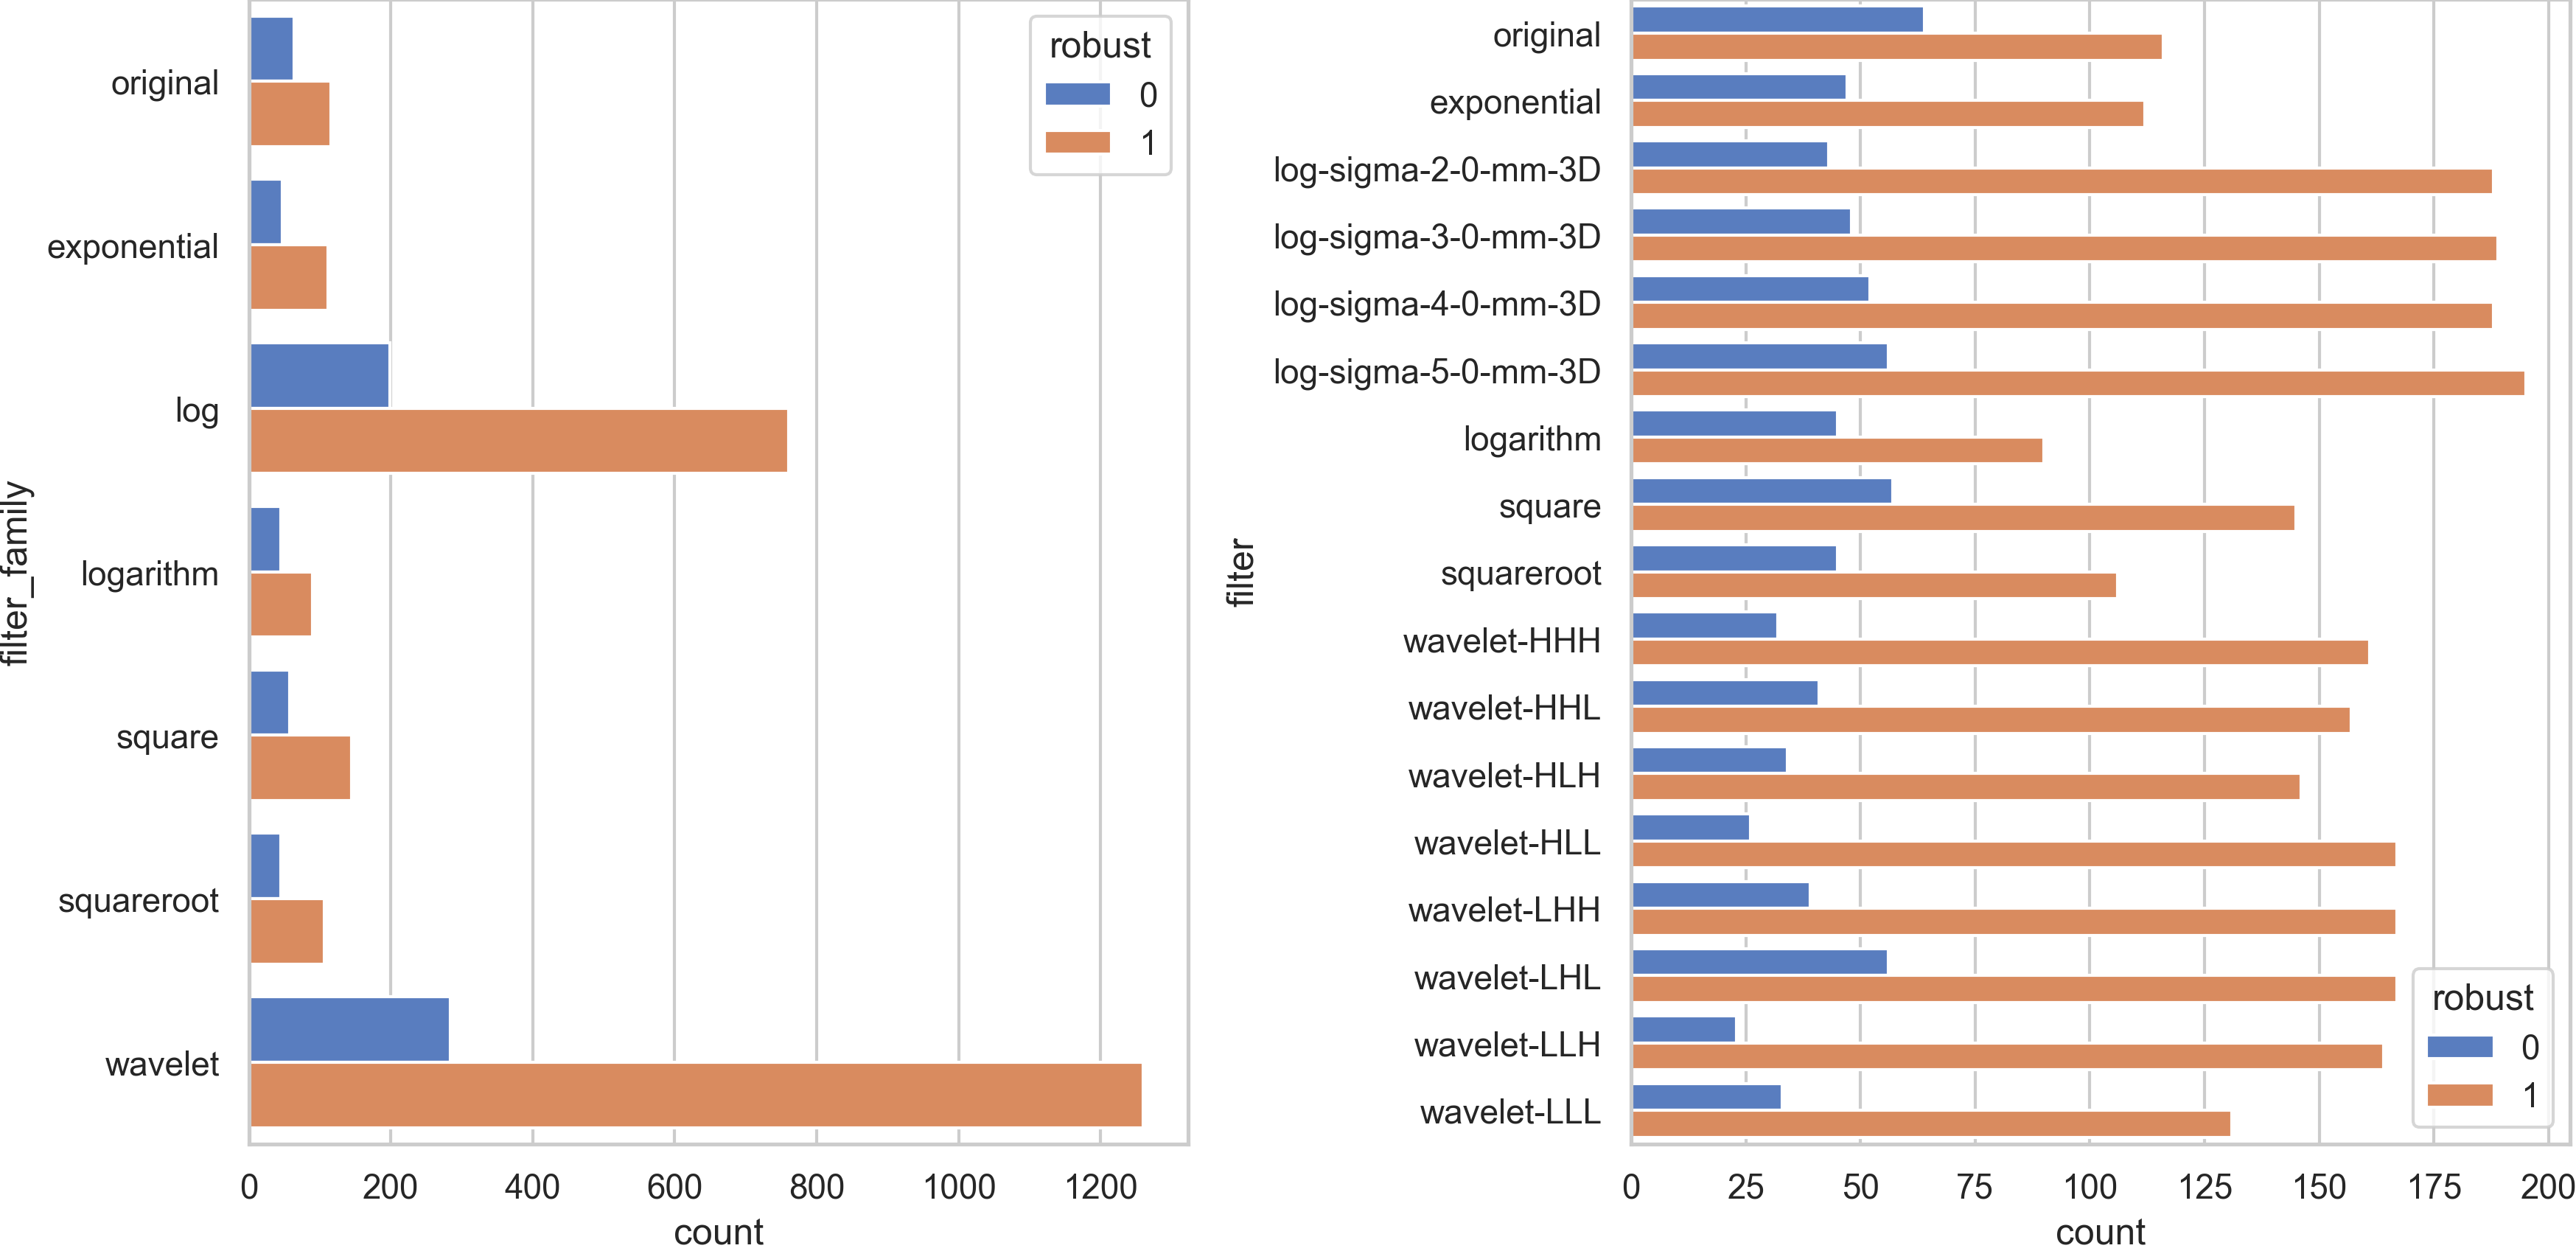 filter_family
original
exponential
log
logarithm
square
squareroot
wavelet
0 200 400 600 800 1000 1200
count
robust
0
1
filter
original
exponential
log-sigma-2-0-mm-3D
log-sigma-3-0-mm-3D
log-sigma-4-0-mm-3D
log-sigma-5-0-mm-3D
logarithm
square
squareroot
wavelet-HHH
wavelet-HHL
wavelet-HLH
wavelet-HLL
wavelet-LHH
wavelet-LHL
wavelet-LLH
wavelet-LLL
0 25 50 75 100 125 150 175 200
count
robust
0
1